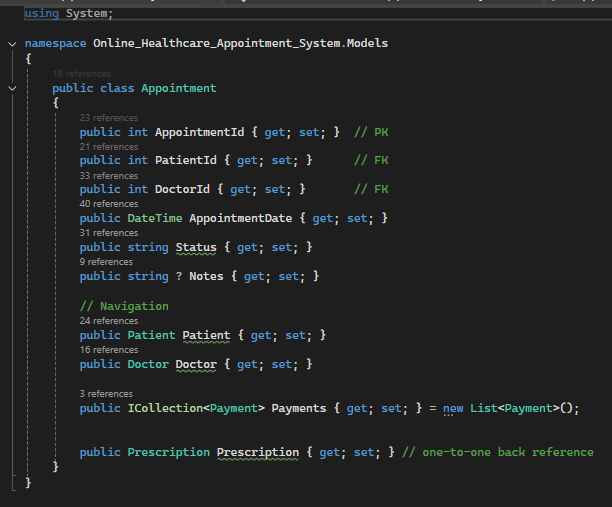 using System;
namespace Online_Healthcare_Appointment_System.Models
{
18 references
public class Appointment
{
23 references
public int AppointmentId { get; set; }  // PK
21 references
public int PatientId { get; set; }      // FK
33 references
public int DoctorId { get; set; }       // FK
40 references
public DateTime AppointmentDate { get; set; }
31 references
public string Status { get; set; }
9 references
public string ? Notes { get; set; }
// Navigation
24 references
public Patient Patient { get; set; }
16 references
public Doctor Doctor { get; set; }
3 references
public ICollection<Payment> Payments { get; set; } = new List<Payment>();
public Prescription Prescription { get; set; } // one-to-one back reference
}
}